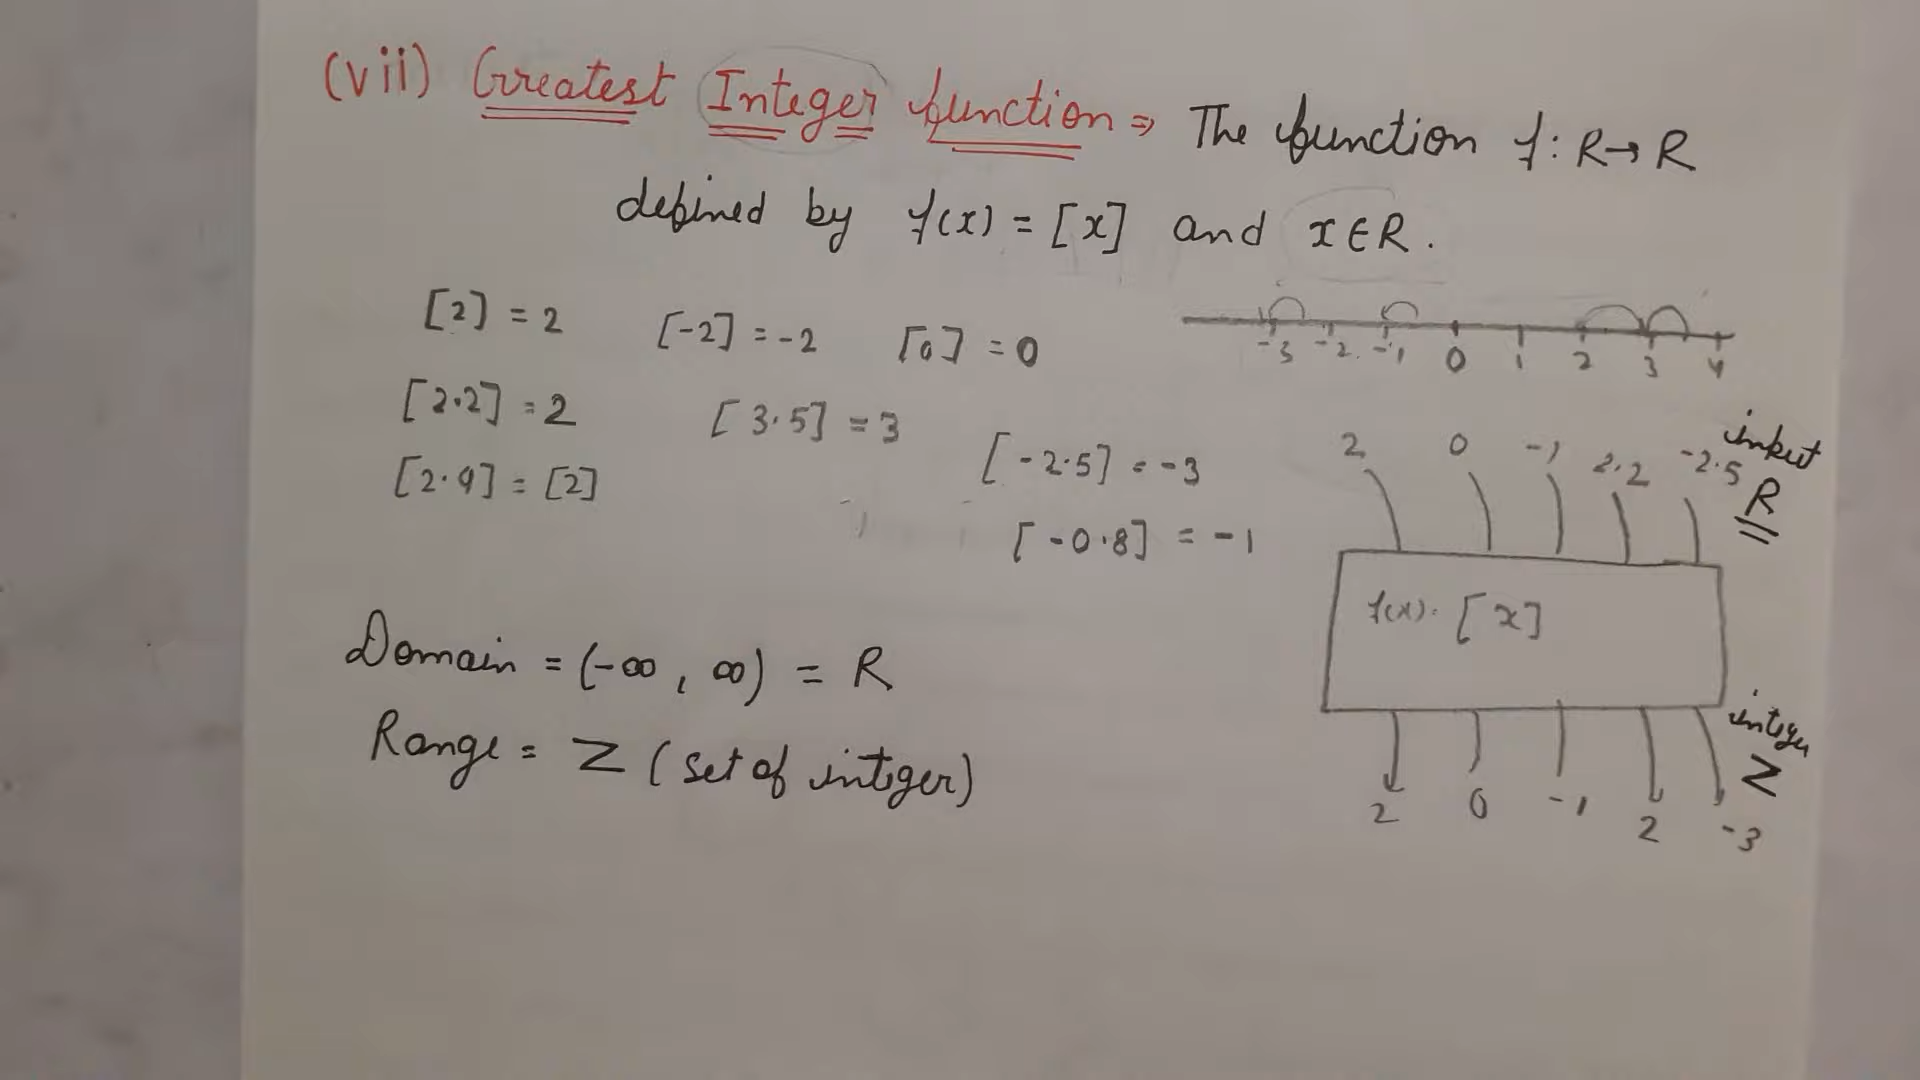 (vii) Greatest Integer function ⇒ The function f: R→R
defined by f(x) = [x] and x∈R.
[2] = 2 [-2] = -2 [0] = 0
-3 -2 -1 0 1 2 3 4
[2.2] = 2 [3.5] = 3
[2.9] = [2] [-2.5] = -3
[-0.8] = -1
2 0 -1 2.2 -2.5 input
R
f(x) = [x]
Domain = (-∞, ∞) = R
Range = Z (set of integer)
integer
Z
2 0 -1 2 -3